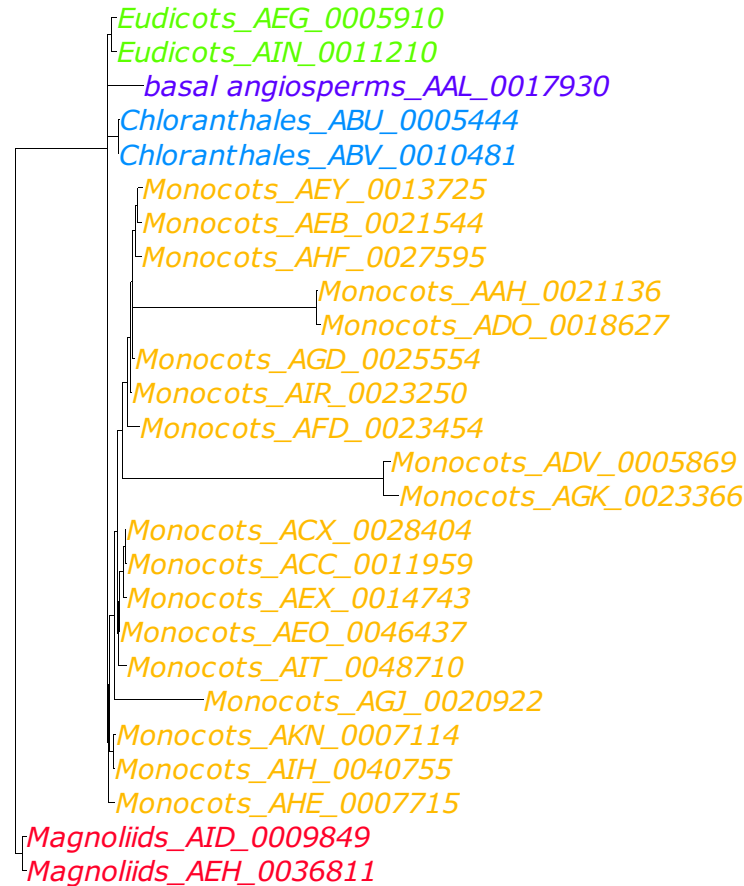 Eudicots_AEG_0005910
Eudicots_AIN_0011210
basal angiosperms_AAL_0017930
Chloranthales_ABU_0005444
Chloranthales_ABV_0010481
Monocots_AEY_0013725
Monocots_AEB_0021544
Monocots_AHF_0027595
Monocots_AAH_0021136
Monocots_ADO_0018627
Monocots_AGD_0025554
Monocots_AIR_0023250
Monocots_AFD_0023454
Monocots_ADV_0005869
Monocots_AGK_0023366
Monocots_ACX_0028404
Monocots_ACC_0011959
Monocots_AEX_0014743
Monocots_AEO_0046437
Monocots_AIT_0048710
Monocots_AGJ_0020922
Monocots_AKN_0007114
Monocots_AIH_0040755
Monocots_AHE_0007715
Magnoliids_AID_0009849
Magnoliids_AEH_0036811